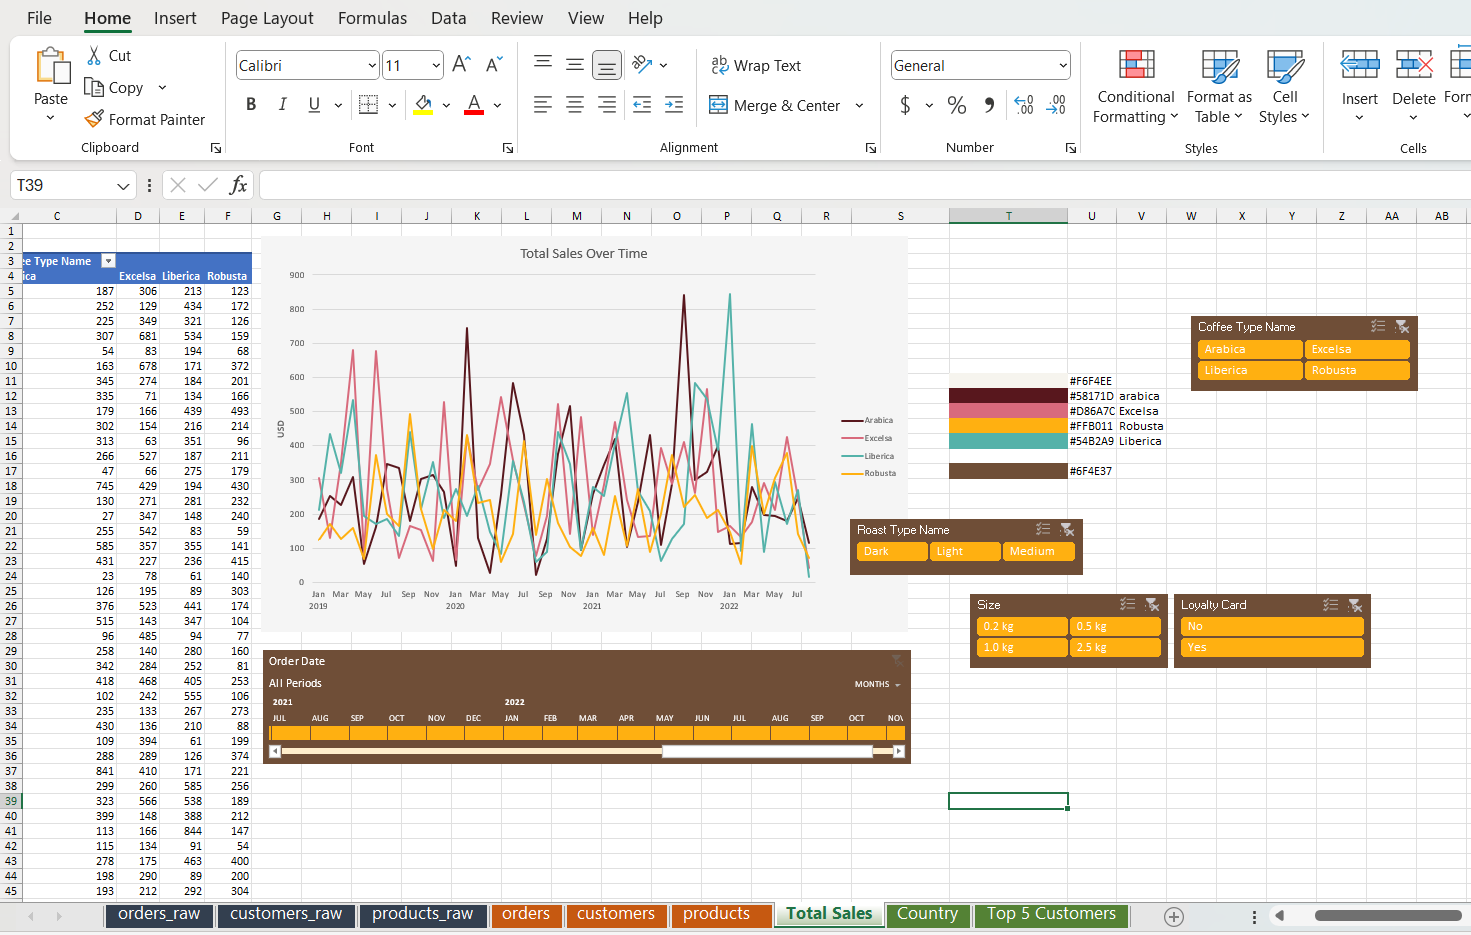 File Home Insert Page Layout Formulas Data Review View Help
Paste Cut Copy Format Painter Clipboard
Calibri 11 B I U A Font
Wrap Text Merge & Center Alignment
General $ % Number
Conditional Formatting Format as Table Cell Styles Styles
Insert Delete Cells
T39 fx
C D E F G H I J K L M N O P Q R S T U V W X Y Z AA AB
1
2
3 e Type Name
4 ica Excelsa Liberica Robusta
5 187 306 213 123
6 252 129 434 172
7 225 349 321 126
8 307 681 534 159
9 54 83 194 68
10 163 678 171 372
11 345 274 184 201
12 335 71 134 166
13 179 166 439 493
14 302 154 216 214
15 313 63 351 96
16 266 527 187 211
17 47 66 275 179
18 745 429 194 430
19 130 271 281 232
20 27 347 148 240
21 255 542 83 59
22 585 357 355 141
23 431 227 236 415
24 23 78 61 140
25 126 195 89 303
26 376 523 441 174
27 515 143 347 104
28 96 485 94 77
29 258 140 280 160
30 342 284 252 81
31 418 468 405 253
32 102 242 555 106
33 235 133 267 273
34 430 136 210 88
35 109 394 61 199
36 288 289 126 374
37 841 410 171 221
38 299 260 585 256
39 323 566 538 189
40 399 148 388 212
41 113 166 844 147
42 115 134 91 54
43 278 175 463 400
44 198 290 89 200
45 193 212 292 304
Total Sales Over Time
USD
900
800
700
600
500
400
300
200
100
0
Jan Mar May Jul Sep Nov Jan Mar May Jul Sep Nov Jan Mar May Jul Sep Nov Jan Mar May Jul
2019 2020 2021 2022
Arabica
Excelsa
Liberica
Robusta
Order Date
All Periods MONTHS
2021 2022
JUL AUG SEP OCT NOV DEC JAN FEB MAR APR MAY JUN JUL AUG SEP OCT NOV
#F6F4EE
#58171D arabica
#D86A7C Excelsa
#FFB011 Robusta
#54B2A9 Liberica
#6F4E37
Coffee Type Name
Arabica Excelsa
Liberica Robusta
Roast Type Name
Dark Light Medium
Size
0.2 kg 0.5 kg
1.0 kg 2.5 kg
Loyalty Card
No
Yes
orders_raw customers_raw products_raw orders customers products Total Sales Country Top 5 Customers